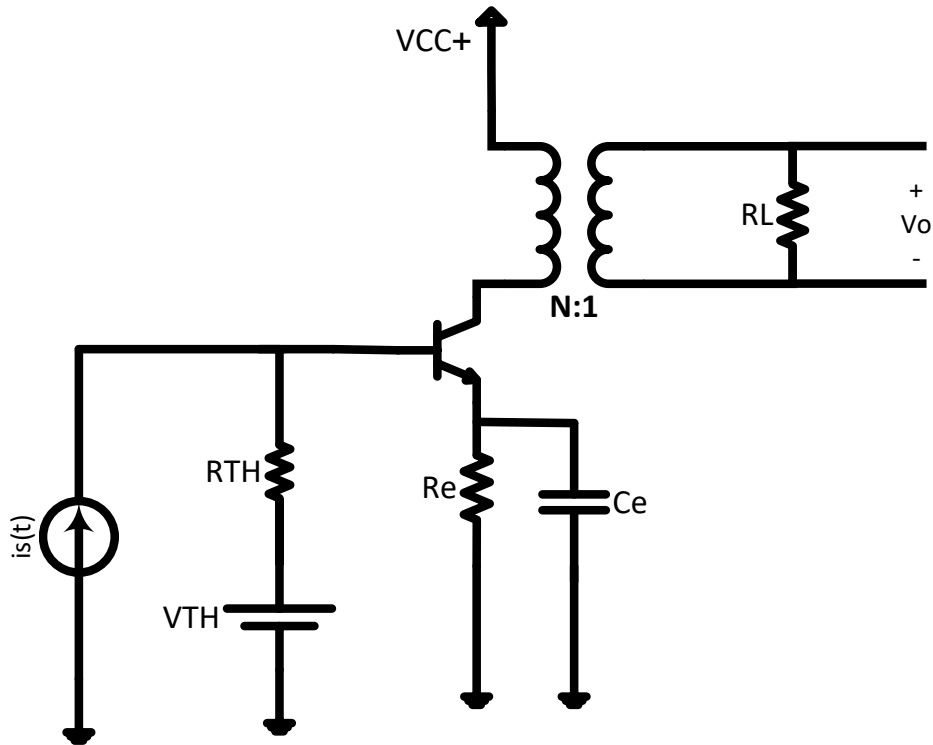 VCC+
RL
+
Vo
-
N:1
RTH
Re
Ce
is(t)
VTH